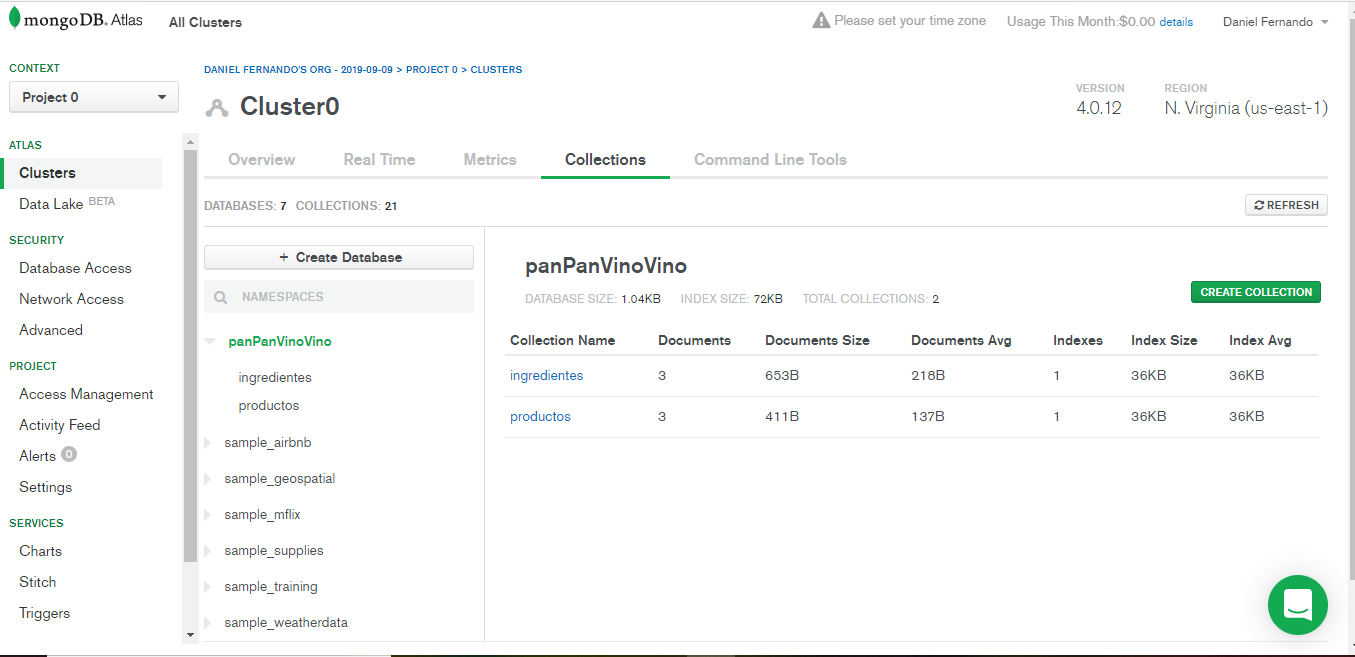 mongoDB. Atlas All Clusters Please set your time zone Usage This Month:$0.00 details Daniel Fernando
CONTEXT
Project 0
ATLAS
Clusters
Data Lake BETA
SECURITY
Database Access
Network Access
Advanced
PROJECT
Access Management
Activity Feed
Alerts 0
Settings
SERVICES
Charts
Stitch
Triggers
DANIEL FERNANDO'S ORG - 2019-09-09 > PROJECT 0 > CLUSTERS
Cluster0
VERSION
4.0.12
REGION
N. Virginia (us-east-1)
Overview Real Time Metrics Collections Command Line Tools
DATABASES: 7 COLLECTIONS: 21
REFRESH
+ Create Database
NAMESPACES
panPanVinoVino
ingredientes
productos
sample_airbnb
sample_geospatial
sample_mflix
sample_supplies
sample_training
sample_weatherdata
panPanVinoVino
DATABASE SIZE: 1.04KB INDEX SIZE: 72KB TOTAL COLLECTIONS: 2
CREATE COLLECTION
Collection Name Documents Documents Size Documents Avg Indexes Index Size Index Avg
ingredientes 3 653B 218B 1 36KB 36KB
productos 3 411B 137B 1 36KB 36KB